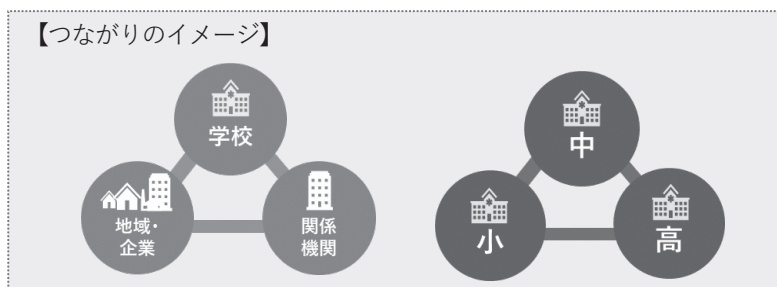 【つながりのイメージ】
学校
地域・
企業
関係
機関
中
小
高